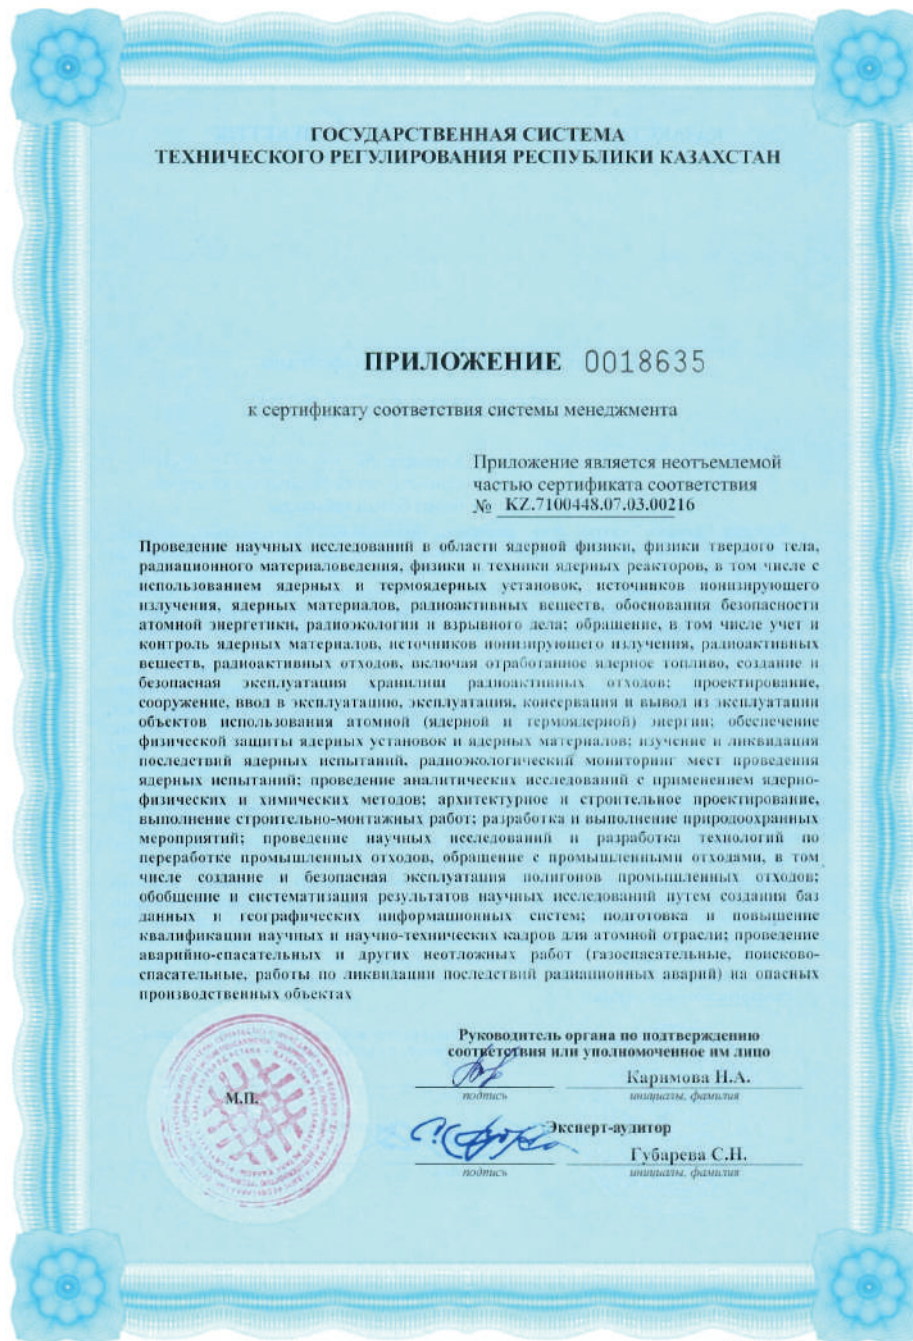 ГОСУДАРСТВЕННАЯ СИСТЕМА
ТЕХНИЧЕСКОГО РЕГУЛИРОВАНИЯ РЕСПУБЛИКИ КАЗАХСТАН
ПРИЛОЖЕНИЕ 0018635
к сертификату соответствия системы менеджмента
Приложение является неотъемлемой
частью сертификата соответствия
№ KZ.7100448.07.03.00216
Проведение научных исследований в области ядерной физики, физики твердого тела,
радиационного материаловедения, физики и техники ядерных реакторов, в том числе с
использованием ядерных и термоядерных установок, источников ионизирующего
излучения, ядерных материалов, радиоактивных веществ, обоснования безопасности
атомной энергетики, радиоэкологии и взрывного дела; обращение, в том числе учет и
контроль ядерных материалов, источников ионизирующего излучения, радиоактивных
веществ, радиоактивных отходов, включая отработанное ядерное топливо, создание и
безопасная эксплуатация хранилищ радиоактивных отходов; проектирование,
сооружение, ввод в эксплуатацию, эксплуатация, консервация и вывод из эксплуатации
объектов использования атомной (ядерной и термоядерной) энергии; обеспечение
физической защиты ядерных установок и ядерных материалов; изучение и ликвидация
последствий ядерных испытаний, радиоэкологический мониторинг мест проведения
ядерных испытаний; проведение аналитических исследований с применением ядерно-
физических и химических методов; архитектурное и строительное проектирование,
выполнение строительно-монтажных работ; разработка и выполнение природоохранных
мероприятий; проведение научных исследований и разработка технологий по
переработке промышленных отходов, обращение с промышленными отходами, в том
числе создание и безопасная эксплуатация полигонов промышленных отходов;
обобщение и систематизация результатов научных исследований путем создания баз
данных и географических информационных систем; подготовка и повышение
квалификации научных и научно-технических кадров для атомной отрасли; проведение
аварийно-спасательных и других неотложных работ (газоспасательные, поисково-
спасательные, работы по ликвидации последствий радиационных аварий) на опасных
производственных объектах
Руководитель органа по подтверждению
соответствия или уполномоченное им лицо
Каримова Н.А.
подпись инициалы, фамилия
М.П.
Эксперт-аудитор
Губарева С.Н.
подпись инициалы, фамилия